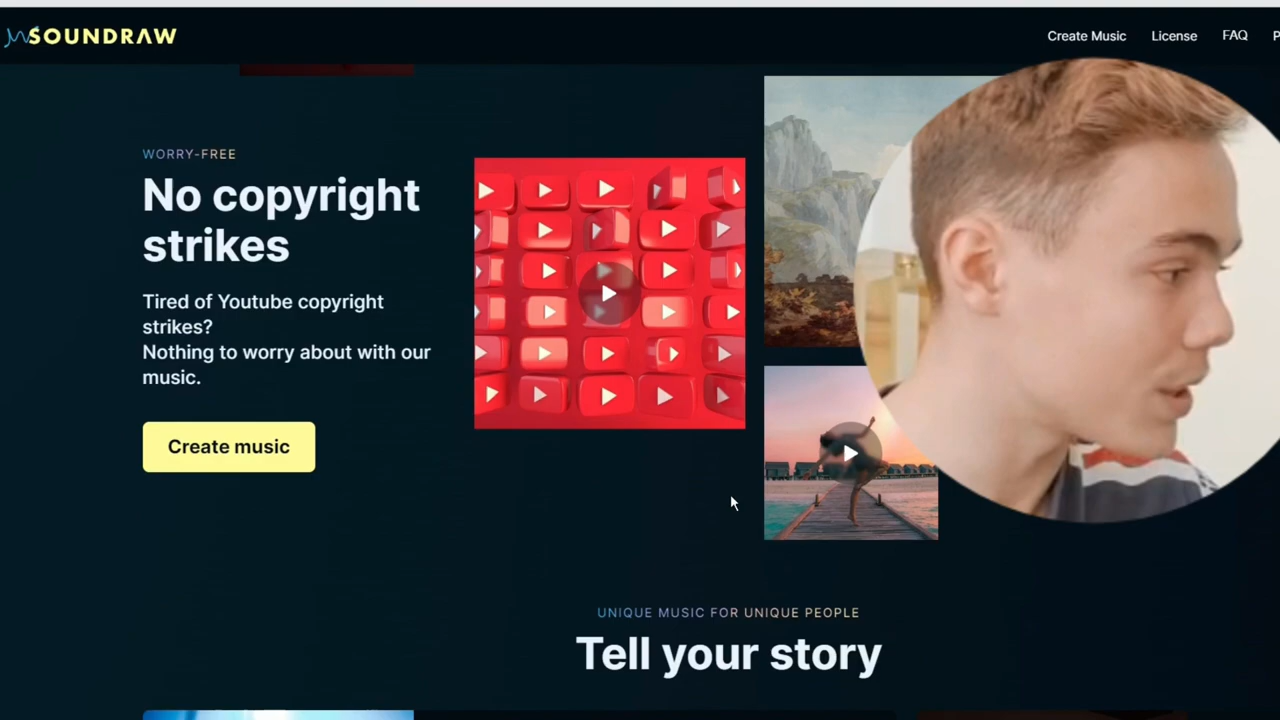 SOUNDRAW
Create Music
License
FAQ
P
WORRY-FREE
No copyright
strikes
Tired of Youtube copyright
strikes?
Nothing to worry about with our
music.
Create music
UNIQUE MUSIC FOR UNIQUE PEOPLE
Tell your story